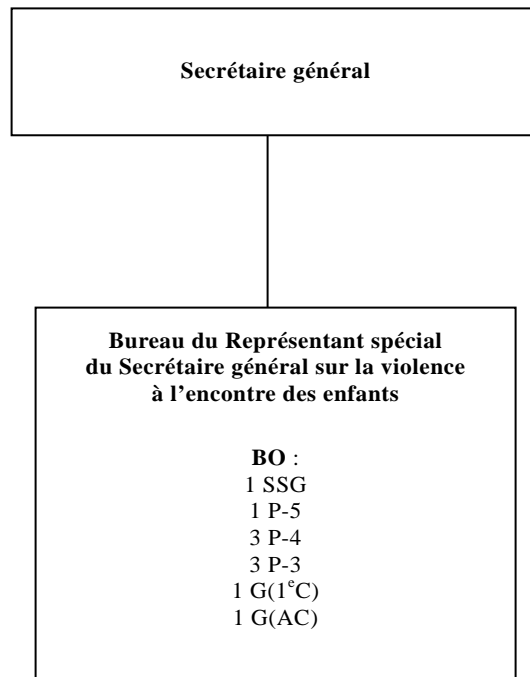 Secrétaire général
Bureau du Représentant spécial
du Secrétaire général sur la violence
à l’encontre des enfants
BO :
1 SSG
1 P-5
3 P-4
3 P-3
1 G(1ᵉC)
1 G(AC)